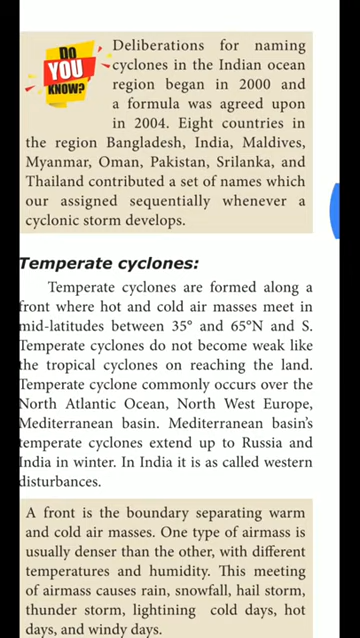 DO
YOU
KNOW?
Deliberations for naming
cyclones in the Indian ocean
region began in 2000 and
a formula was agreed upon
in 2004. Eight countries in
the region Bangladesh, India, Maldives,
Myanmar, Oman, Pakistan, Srilanka, and
Thailand contributed a set of names which
our assigned sequentially whenever a
cyclonic storm develops.
Temperate cyclones:
Temperate cyclones are formed along a
front where hot and cold air masses meet in
mid-latitudes between 35° and 65°N and S.
Temperate cyclones do not become weak like
the tropical cyclones on reaching the land.
Temperate cyclone commonly occurs over the
North Atlantic Ocean, North West Europe,
Mediterranean basin. Mediterranean basin's
temperate cyclones extend up to Russia and
India in winter. In India it is as called western
disturbances.
A front is the boundary separating warm
and cold air masses. One type of airmass is
usually denser than the other, with different
temperatures and humidity. This meeting
of airmass causes rain, snowfall, hail storm,
thunder storm, lightining cold days, hot
days, and windy days.